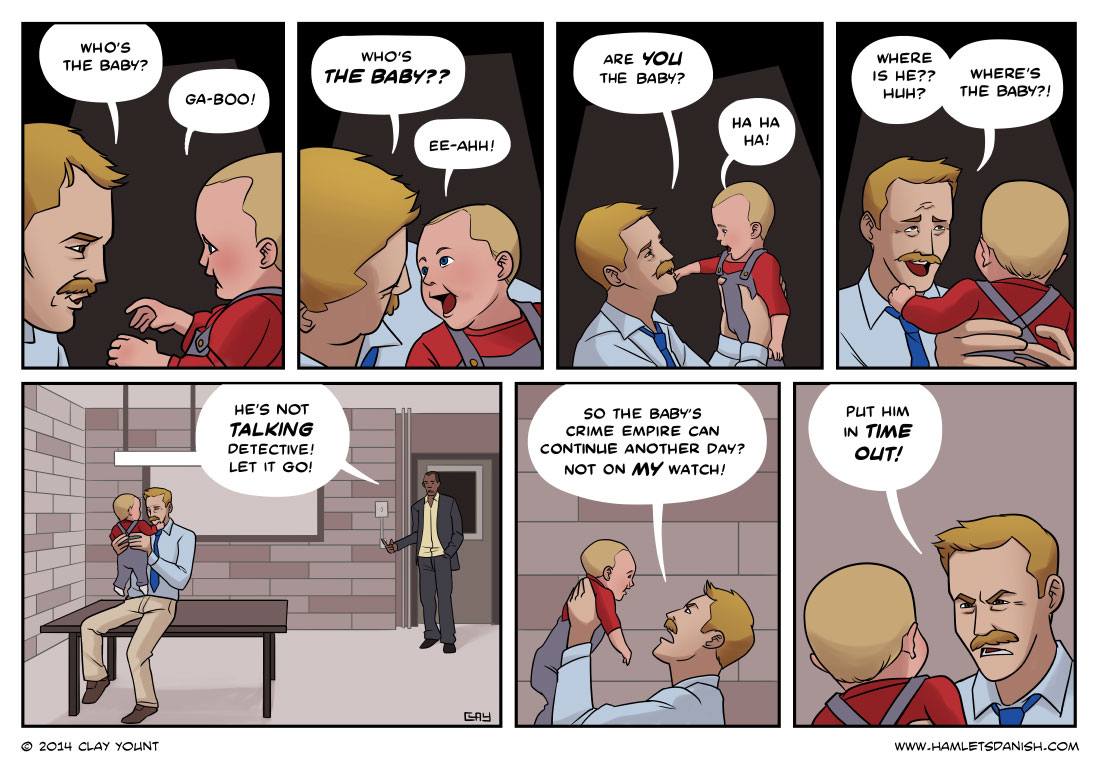 WHO'S
THE BABY?
GA-BOO!
WHO'S
THE BABY??
EE-AHH!
ARE YOU
THE BABY?
HA HA
HA!
WHERE
IS HE??
HUH?
WHERE'S
THE BABY?!
HE'S NOT
TALKING
DETECTIVE!
LET IT GO!
CLAY
SO THE BABY'S
CRIME EMPIRE CAN
CONTINUE ANOTHER DAY?
NOT ON MY WATCH!
PUT HIM
IN TIME
OUT!
© 2014 CLAY YOUNT
WWW.HAMLETSDANISH.COM